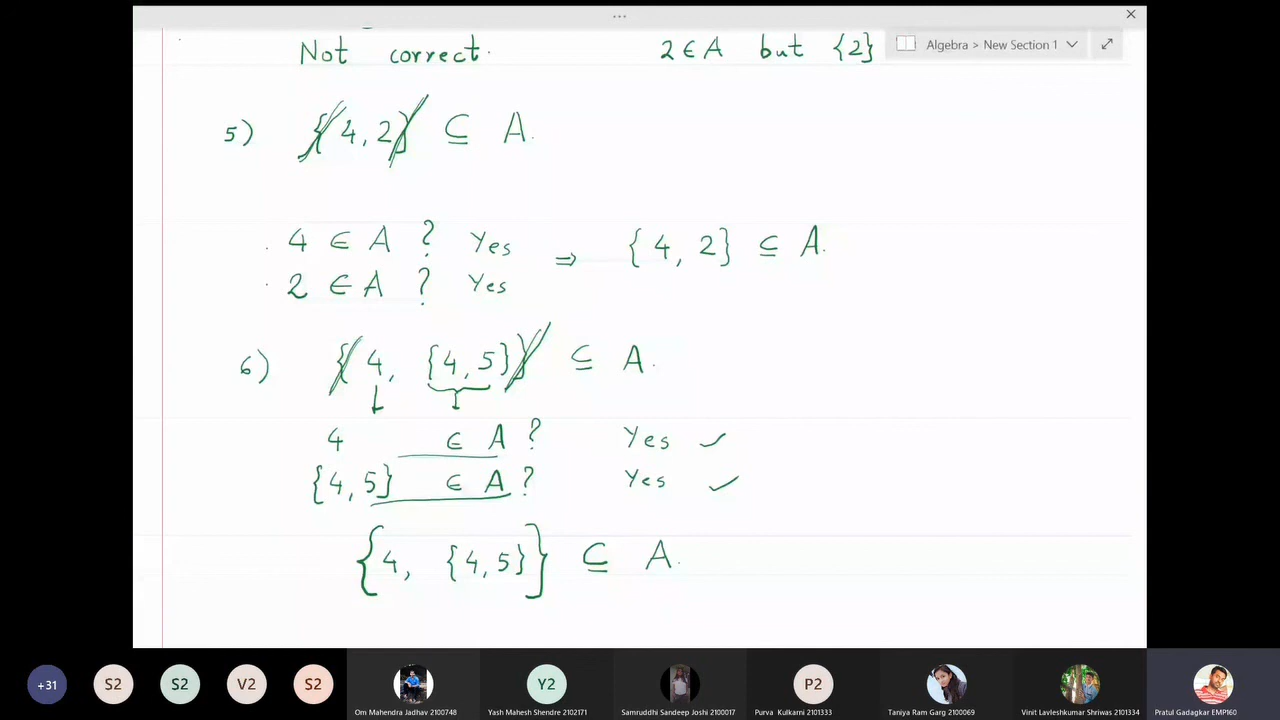 ...
Not correct. 2 ∈ A but {2} Algebra > New Section 1
5) {4, 2} ⊆ A.
4 ∈ A ? Yes ⇒ {4, 2} ⊆ A.
2 ∈ A ? Yes
6) {4, {4, 5}} ⊆ A.
4 ∈ A ? Yes ✓
{4, 5} ∈ A ? Yes ✓
{4, {4, 5}} ⊆ A.
+31 S2 S2 V2 S2 Y2 P2
Om Mahendra Jadhav 2100748 Yash Mahesh Shendre 2102171 Samruddhi Sandeep Joshi 2100017 Purva Kulkarni 2101333 Taniya Ram Garg 2100069 Vinit Lavleshkumar Shriwas 2101334 Pratul Gadagkar EMP160